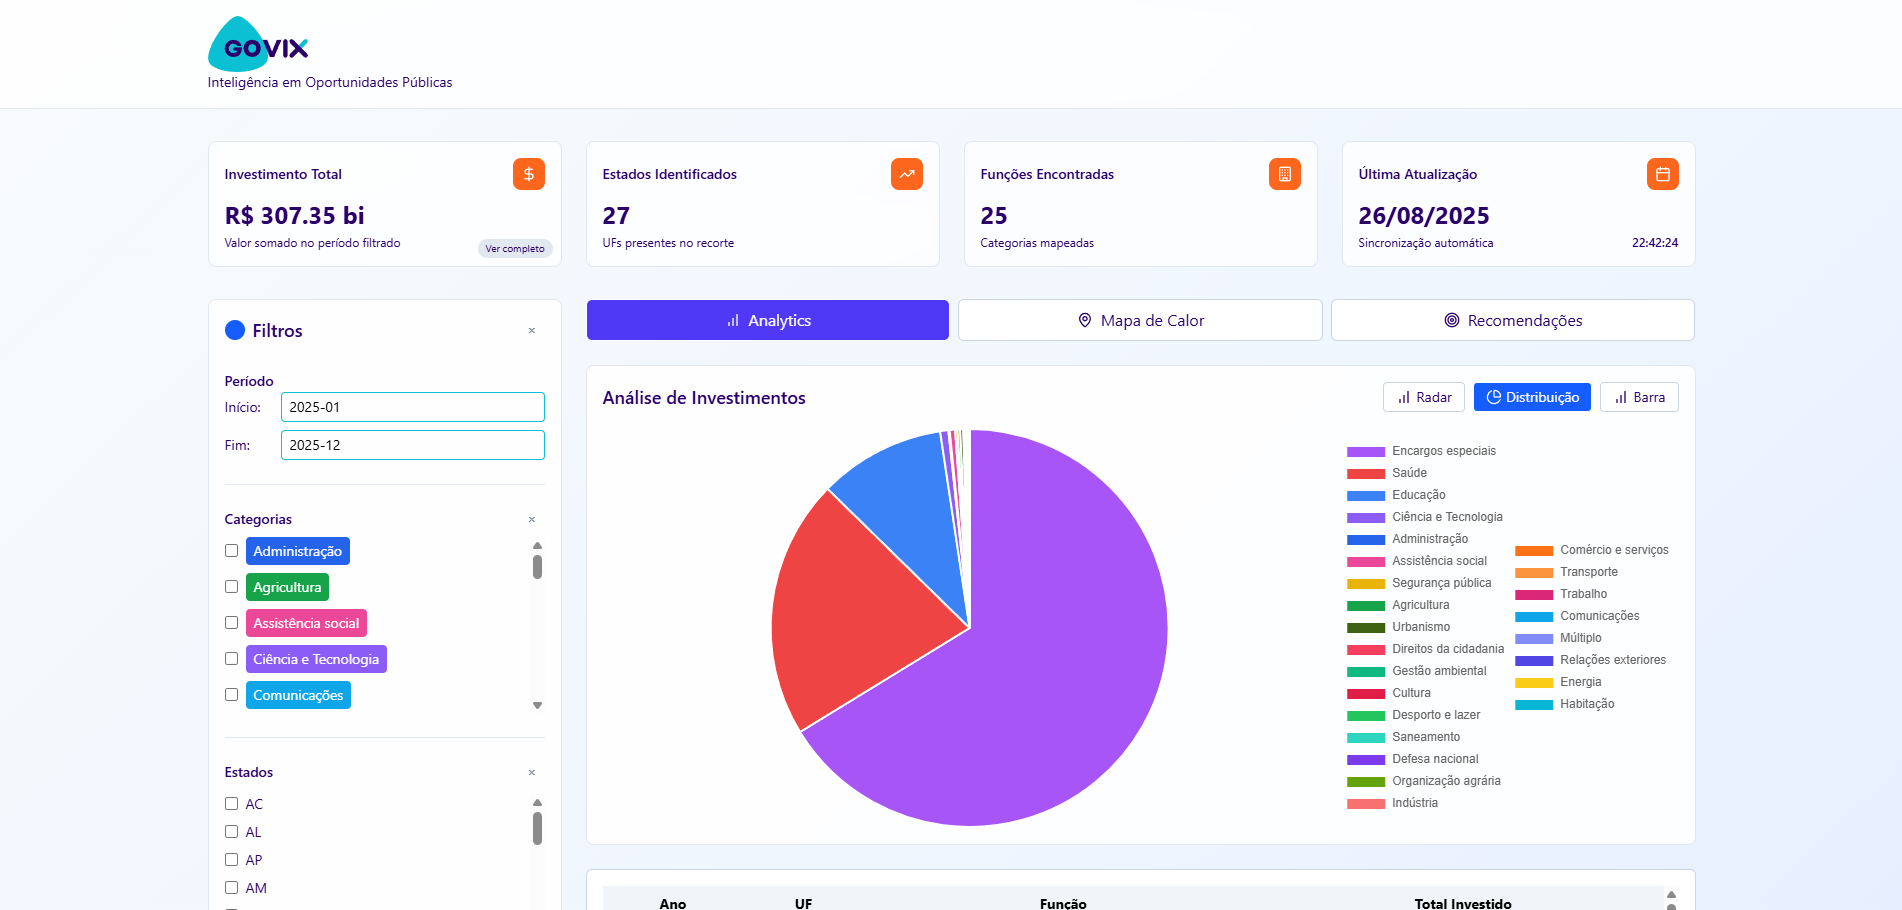 GOVIX
Inteligência em Oportunidades Públicas
Investimento Total
R$ 307.35 bi
Valor somado no período filtrado
Ver completo
Estados Identificados
27
UFs presentes no recorte
Funções Encontradas
25
Categorias mapeadas
Última Atualização
26/08/2025
Sincronização automática
22:42:24
Filtros
×
Período
Início:
2025-01
Fim:
2025-12
Categorias
×
Administração
Agricultura
Assistência social
Ciência e Tecnologia
Comunicações
Estados
×
AC
AL
AP
AM
Analytics
Mapa de Calor
Recomendações
Análise de Investimentos
Radar
Distribuição
Barra
Encargos especiais
Saúde
Educação
Ciência e Tecnologia
Administração
Assistência social
Segurança pública
Agricultura
Urbanismo
Direitos da cidadania
Gestão ambiental
Cultura
Desporto e lazer
Saneamento
Defesa nacional
Organização agrária
Indústria
Comércio e serviços
Transporte
Trabalho
Comunicações
Múltiplo
Relações exteriores
Energia
Habitação
Ano UF Função Total Investido